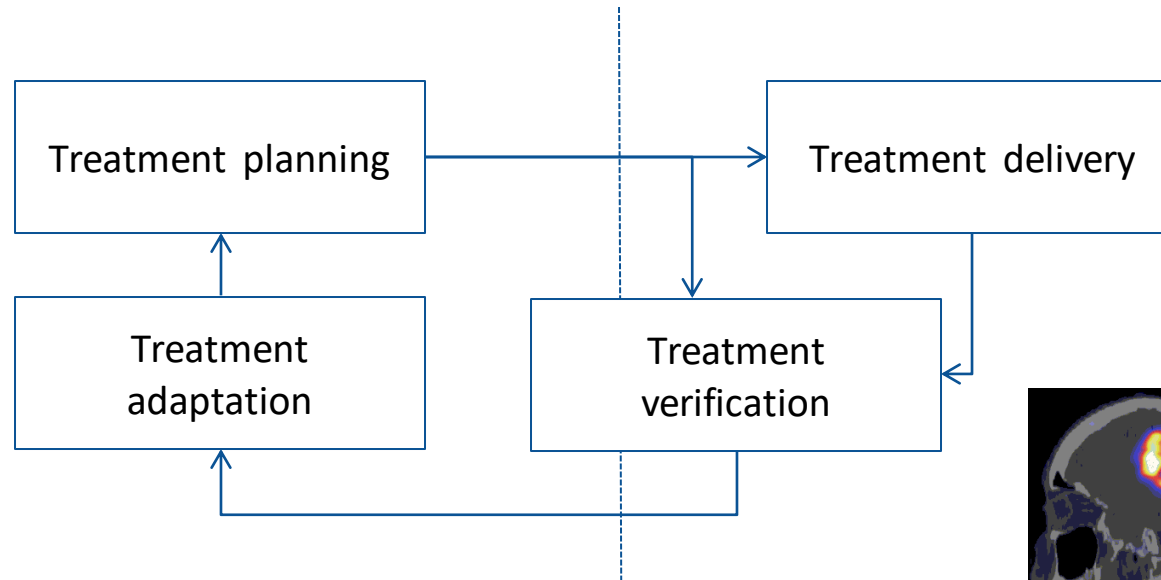 Treatment planning
Treatment delivery
Treatment
adaptation
Treatment
verification